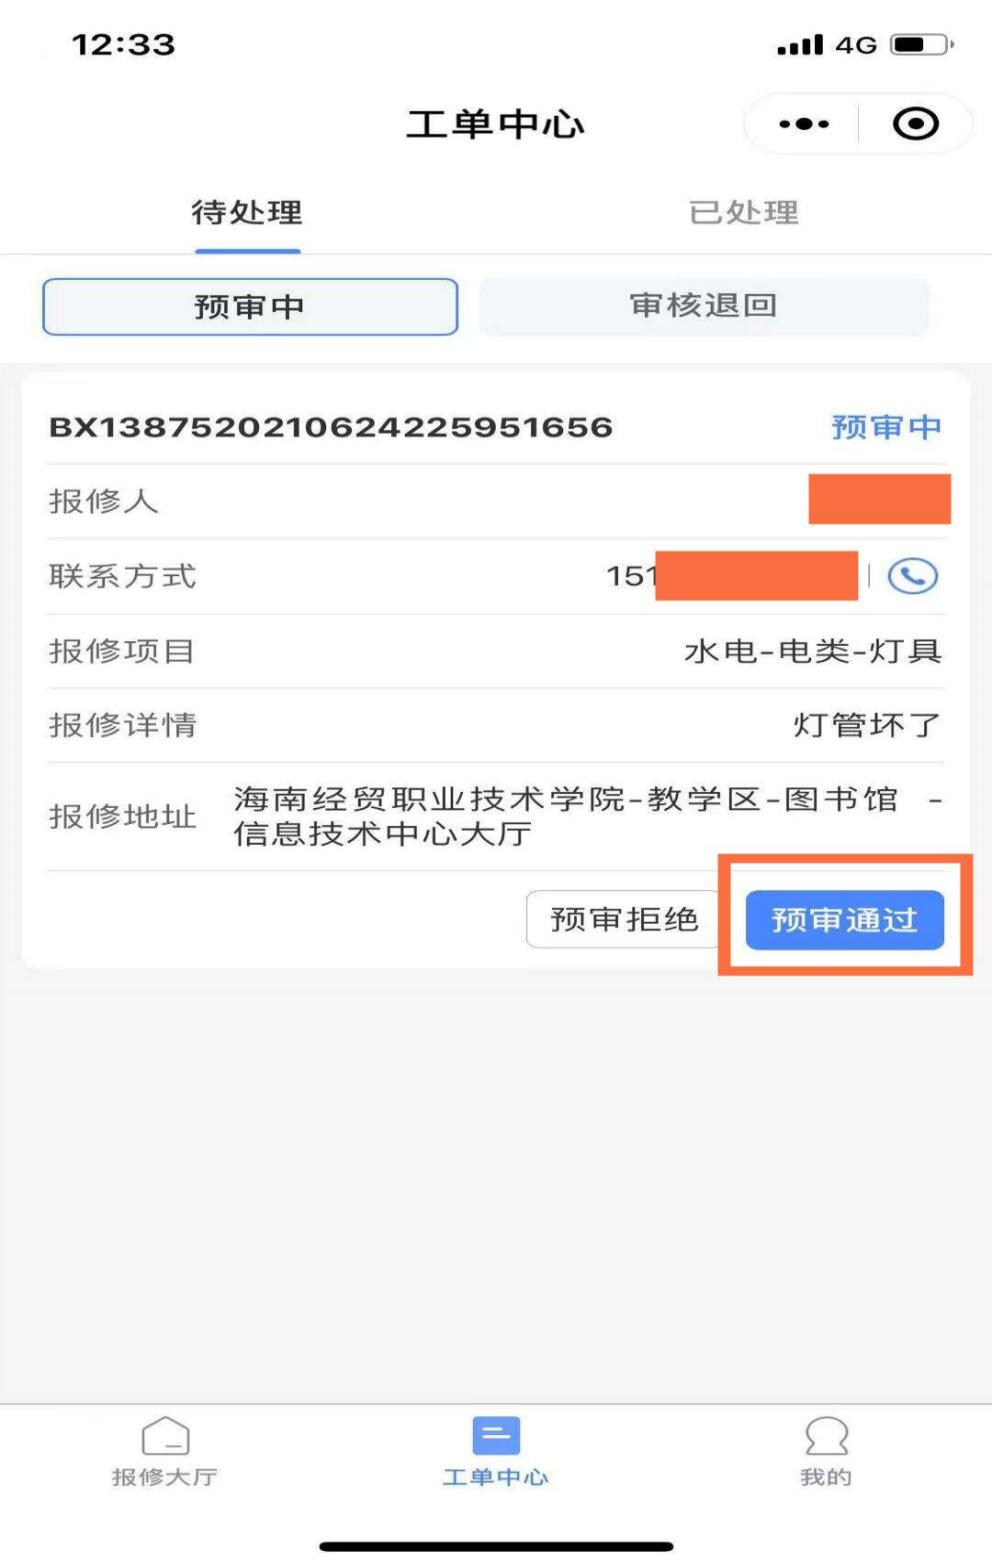 12:33
4G
工单中心
待处理
已处理
预审中
审核退回
BX13875202106242259​51656
预审中
报修人
联系方式
151
报修项目
水电-电类-灯具
报修详情
灯管坏了
报修地址
海南经贸职业技术学院-教学区-图书馆 -
信息技术中心大厅
预审拒绝
预审通过
报修大厅
工单中心
我的